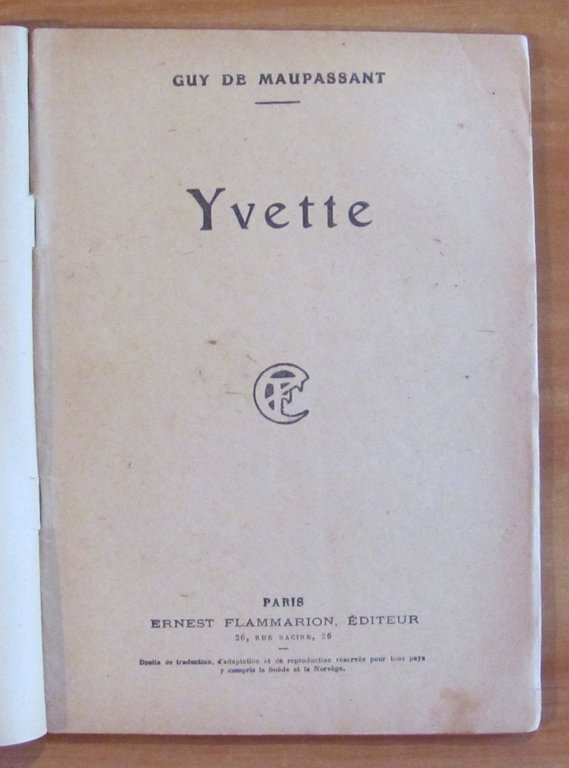 GUY DE MAUPASSANT
Yvette
PARIS
ERNEST FLAMMARION, ÉDITEUR
26, RUE RACINE, 26
Droits de traduction, d'adaptation et de reproduction réservés pour tous pays
y compris la Suède et la Norvège.